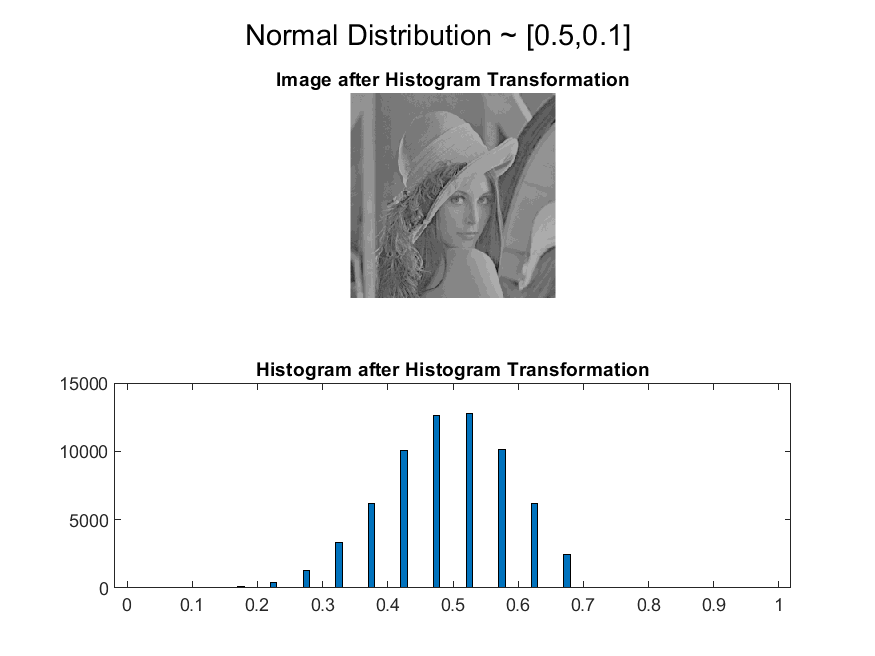 Normal Distribution ~ [0.5,0.1]
Image after Histogram Transformation
Histogram after Histogram Transformation
15000
10000
5000
0
0 0.1 0.2 0.3 0.4 0.5 0.6 0.7 0.8 0.9 1